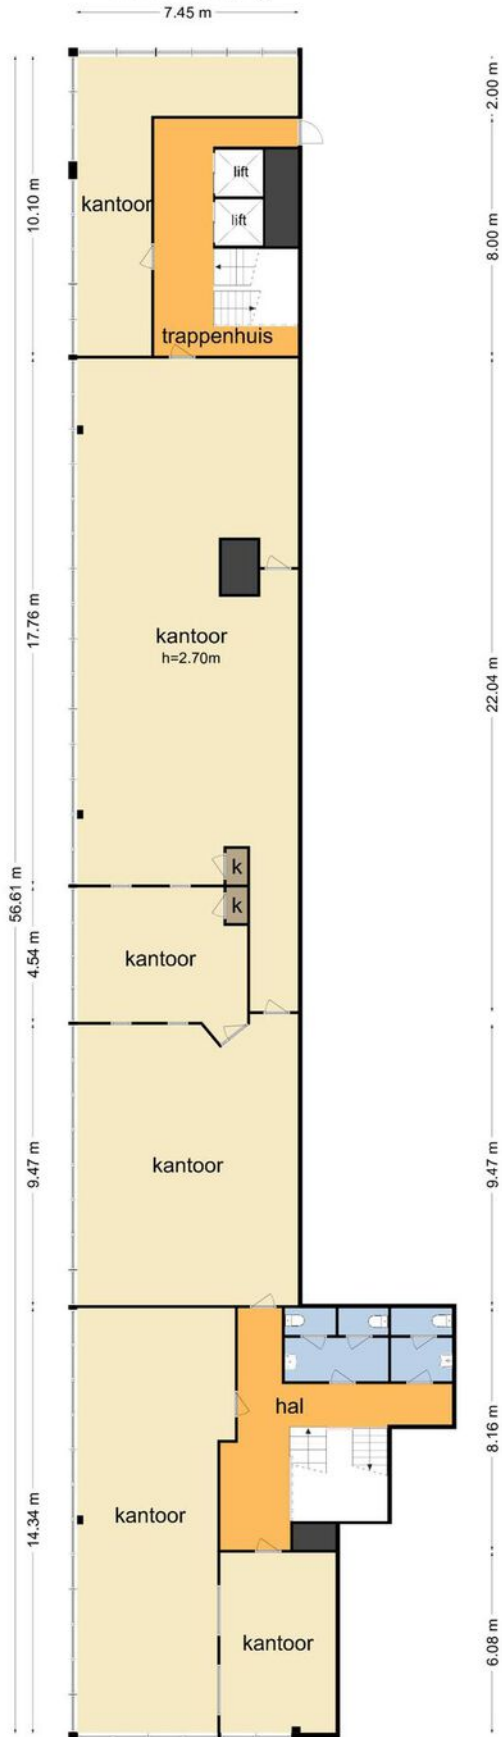 7.45 m
2.00 m
10.10 m
8.00 m
lift
lift
kantoor
trappenhuis
17.76 m
kantoor
h=2.70m
22.04 m
56.61 m
k
k
4.54 m
kantoor
9.47 m
kantoor
9.47 m
hal
8.16 m
14.34 m
kantoor
kantoor
6.08 m